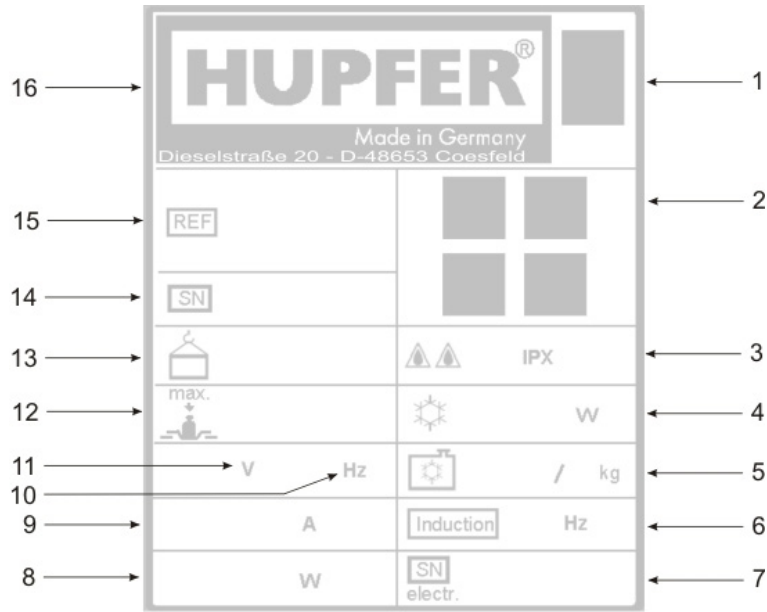 HUPFER®
Made in Germany
Dieselstraße 20 - D-48653 Coesfeld
16
1
15
REF
2
14
SN
13
IPX
3
12
max.
W
4
11
V
Hz
10
/ kg
5
9
A
Induction
Hz
6
8
W
SN
electr.
7